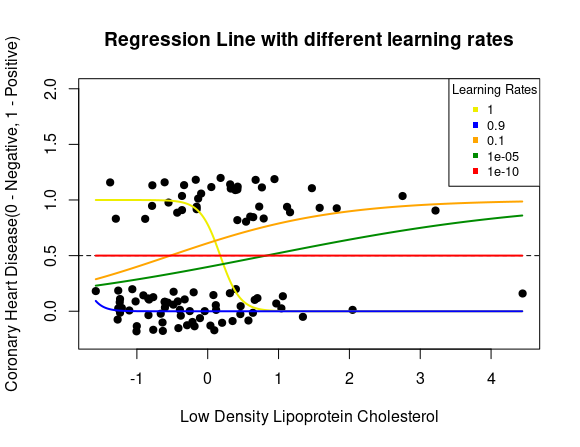 Regression Line with different learning rates
Coronary Heart Disease(0 - Negative, 1 - Positive)
2.0
1.5
1.0
0.5
0.0
Learning Rates
1
0.9
0.1
1e-05
1e-10
-1 0 1 2 3 4
Low Density Lipoprotein Cholesterol